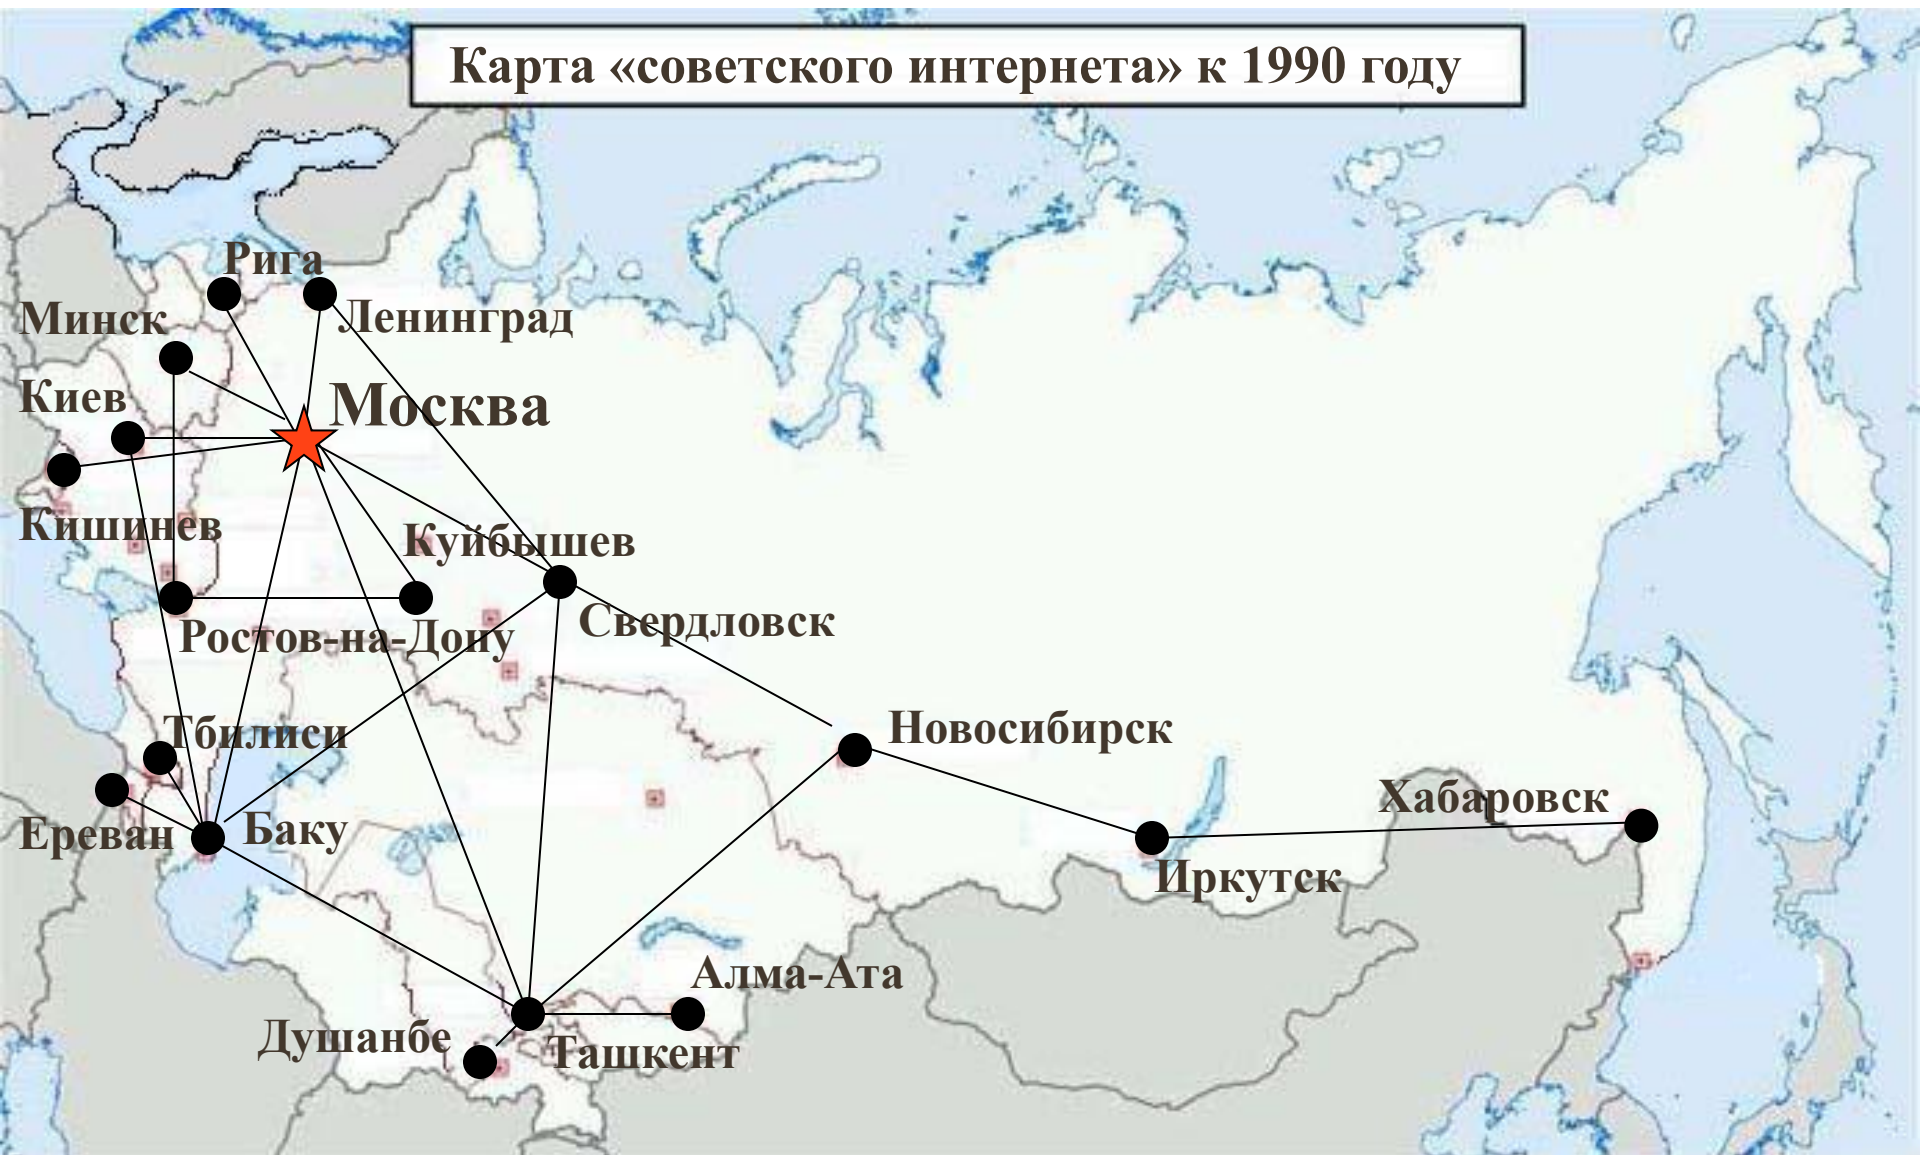 Карта «советского интернета» к 1990 году
Рига
Минск
Ленинград
Киев
Москва
Кишинев
Куйбышев
Ростов-на-Дону
Свердловск
Тбилиси
Новосибирск
Хабаровск
Ереван
Баку
Иркутск
Алма-Ата
Душанбе
Ташкент